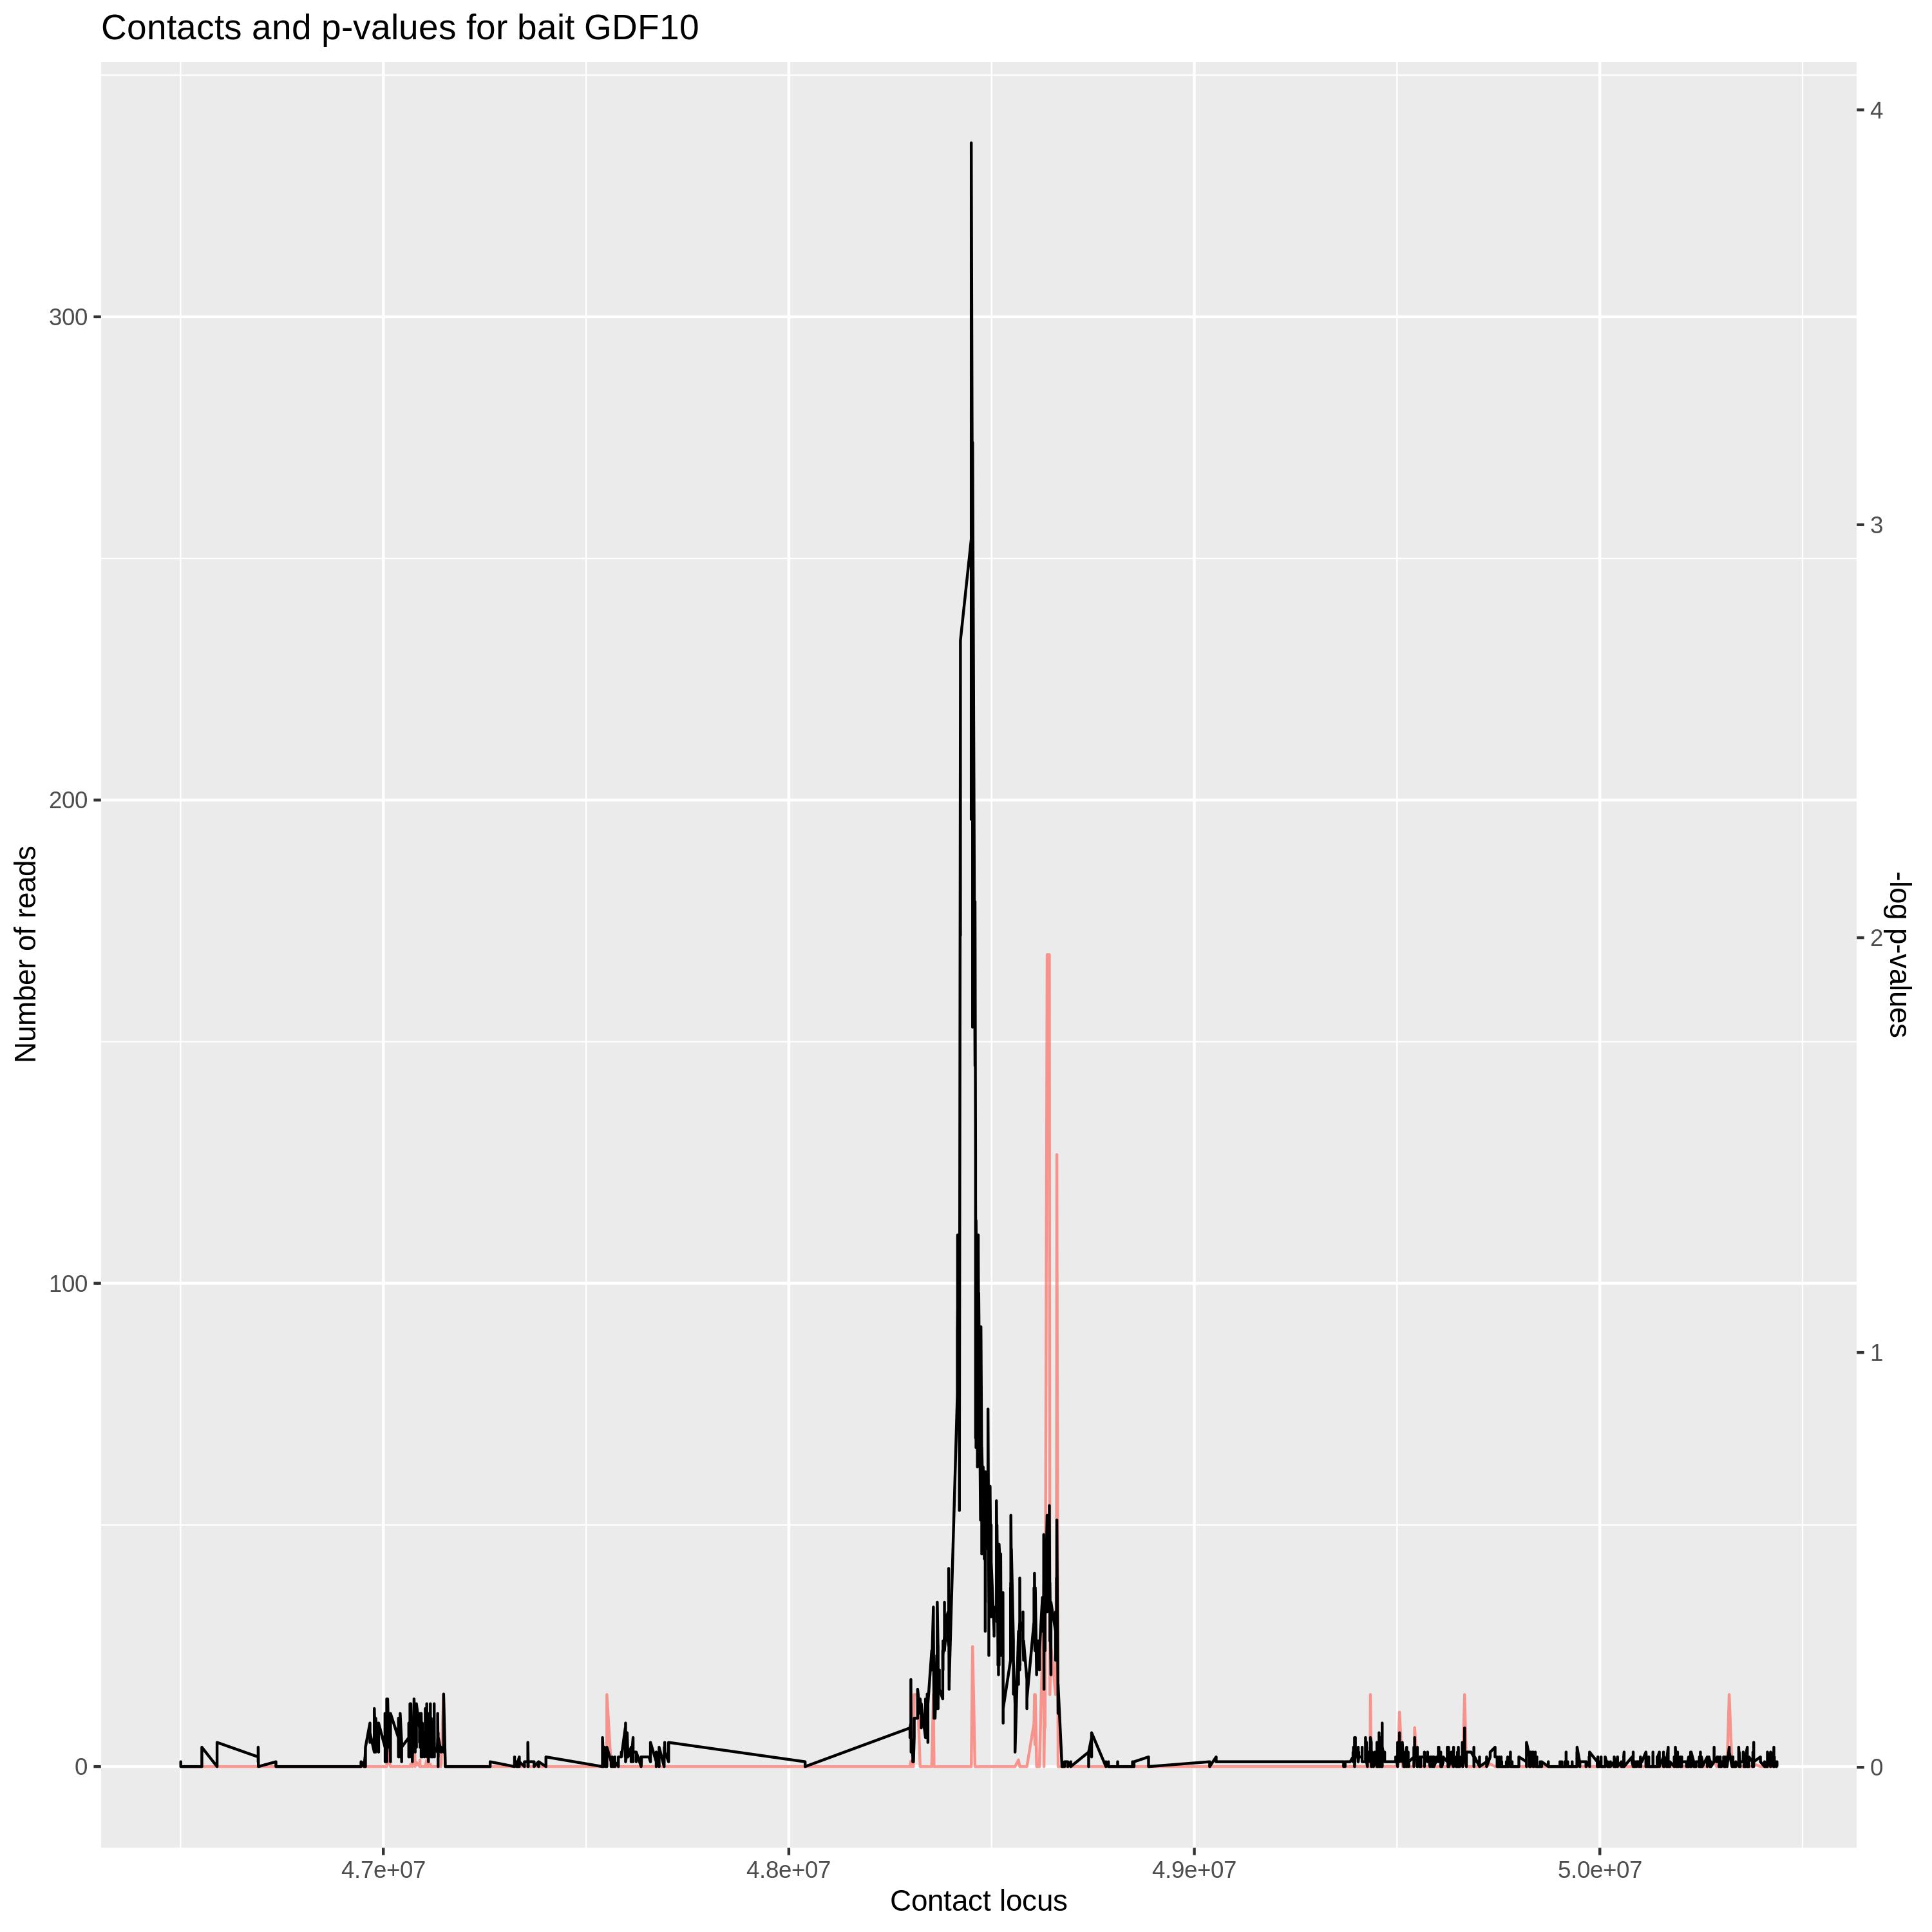 Contacts and p-values for bait GDF10
Number of reads
300
200
100
0
4
3
2
1
0
-log p-values
4.7e+07
4.8e+07
4.9e+07
5.0e+07
Contact locus